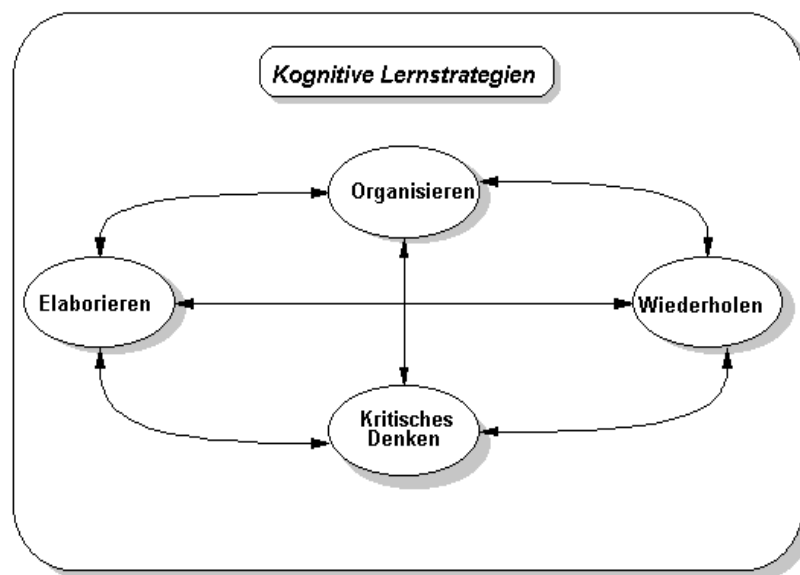 Kognitive Lernstrategien
Organisieren
Elaborieren
Wiederholen
Kritisches
Denken